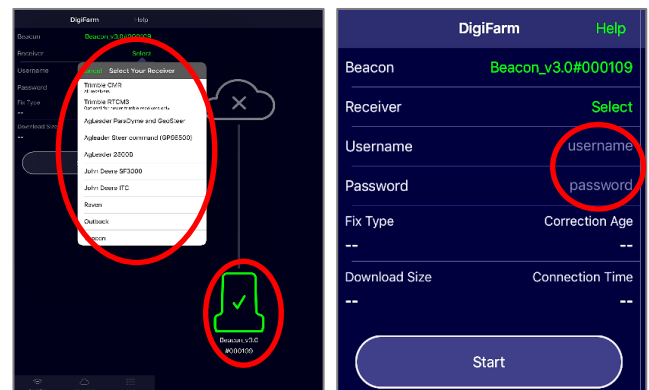 DigiFarm Help
Beacon Beacon_v3.0#000109
Receiver Select
Username
Password
Fix Type
--
Download Size
--
Cancel Select Your Receiver
Trimble CMR
All receivers
Trimble RTCM3
AgLeader ParaDyme and GeoSteer
Agleader Steer command (GPS6500)
AgLeader 2800B
John Deere SF3000
John Deere ITC
Raven
Outback
Beacon_v3.0
#000109
DigiFarm Help
Beacon Beacon_v3.0#000109
Receiver Select
Username username
Password password
Fix Type Correction Age
-- --
Download Size Connection Time
-- --
Start